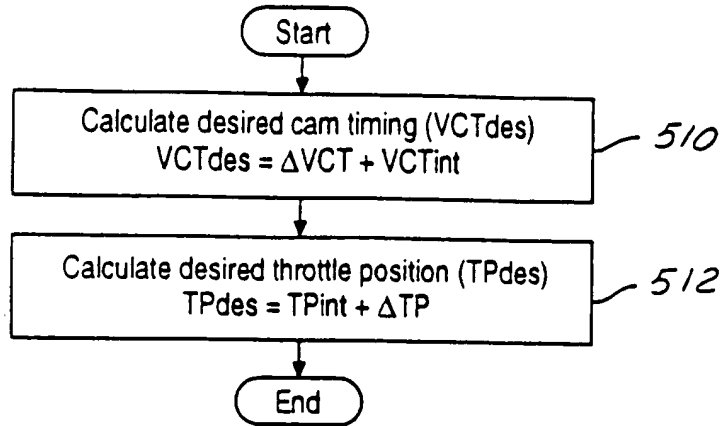 Start
Calculate desired cam timing (VCTdes)
VCTdes = ΔVCT + VCTint
510
Calculate desired throttle position (TPdes)
TPdes = TPint + ΔTP
512
End